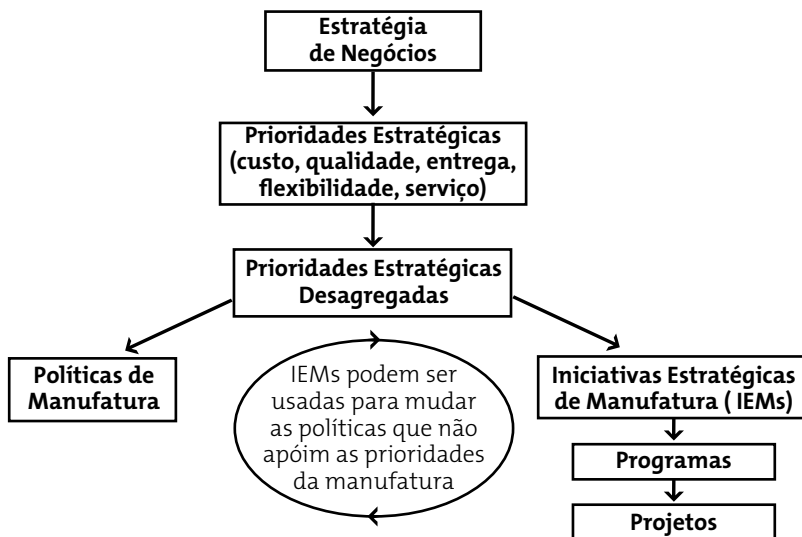 Estratégia
de Negócios
Prioridades Estratégicas
(custo, qualidade, entrega,
flexibilidade, serviço)
Prioridades Estratégicas
Desagregadas
Políticas de
Manufatura
IEMs podem ser
usadas para mudar
as políticas que não
apóim as prioridades
da manufatura
Iniciativas Estratégicas
de Manufatura ( IEMs)
Programas
Projetos